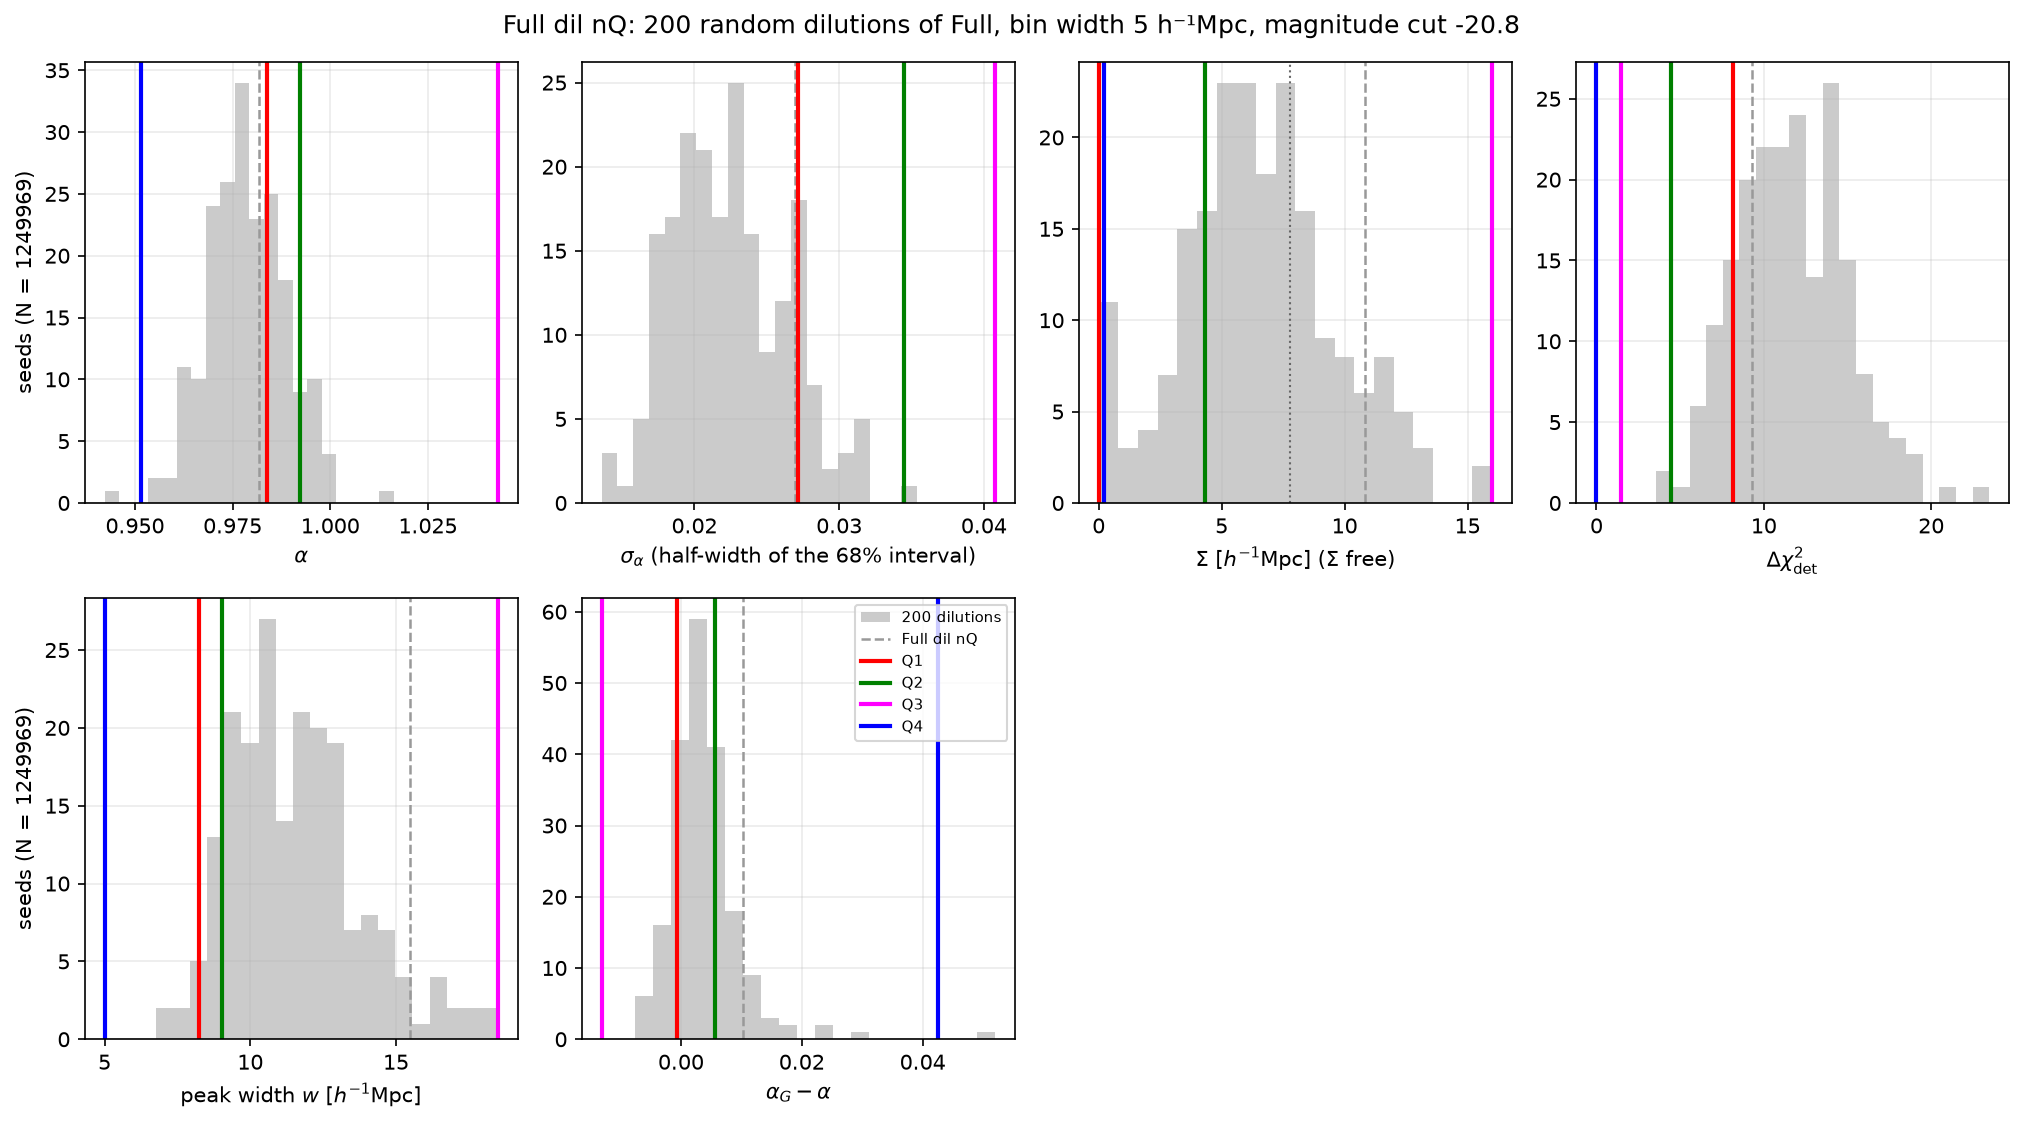 Full dil nQ: 200 random dilutions of Full, bin width 5 h⁻¹Mpc, magnitude cut -20.8
35
30
25
20
15
10
5
0
seeds (N = 1249969)
0.950 0.975 1.000 1.025
α
25
20
15
10
5
0
0.02 0.03 0.04
σα (half-width of the 68% interval)
20
15
10
5
0
0 5 10 15
Σ [h⁻¹Mpc] (Σ free)
25
20
15
10
5
0
0 10 20
Δχ²det
25
20
15
10
5
0
seeds (N = 1249969)
5 10 15
peak width w [h⁻¹Mpc]
60
50
40
30
20
10
0
0.00 0.02 0.04
αG − α
200 dilutions
Full dil nQ
Q1
Q2
Q3
Q4